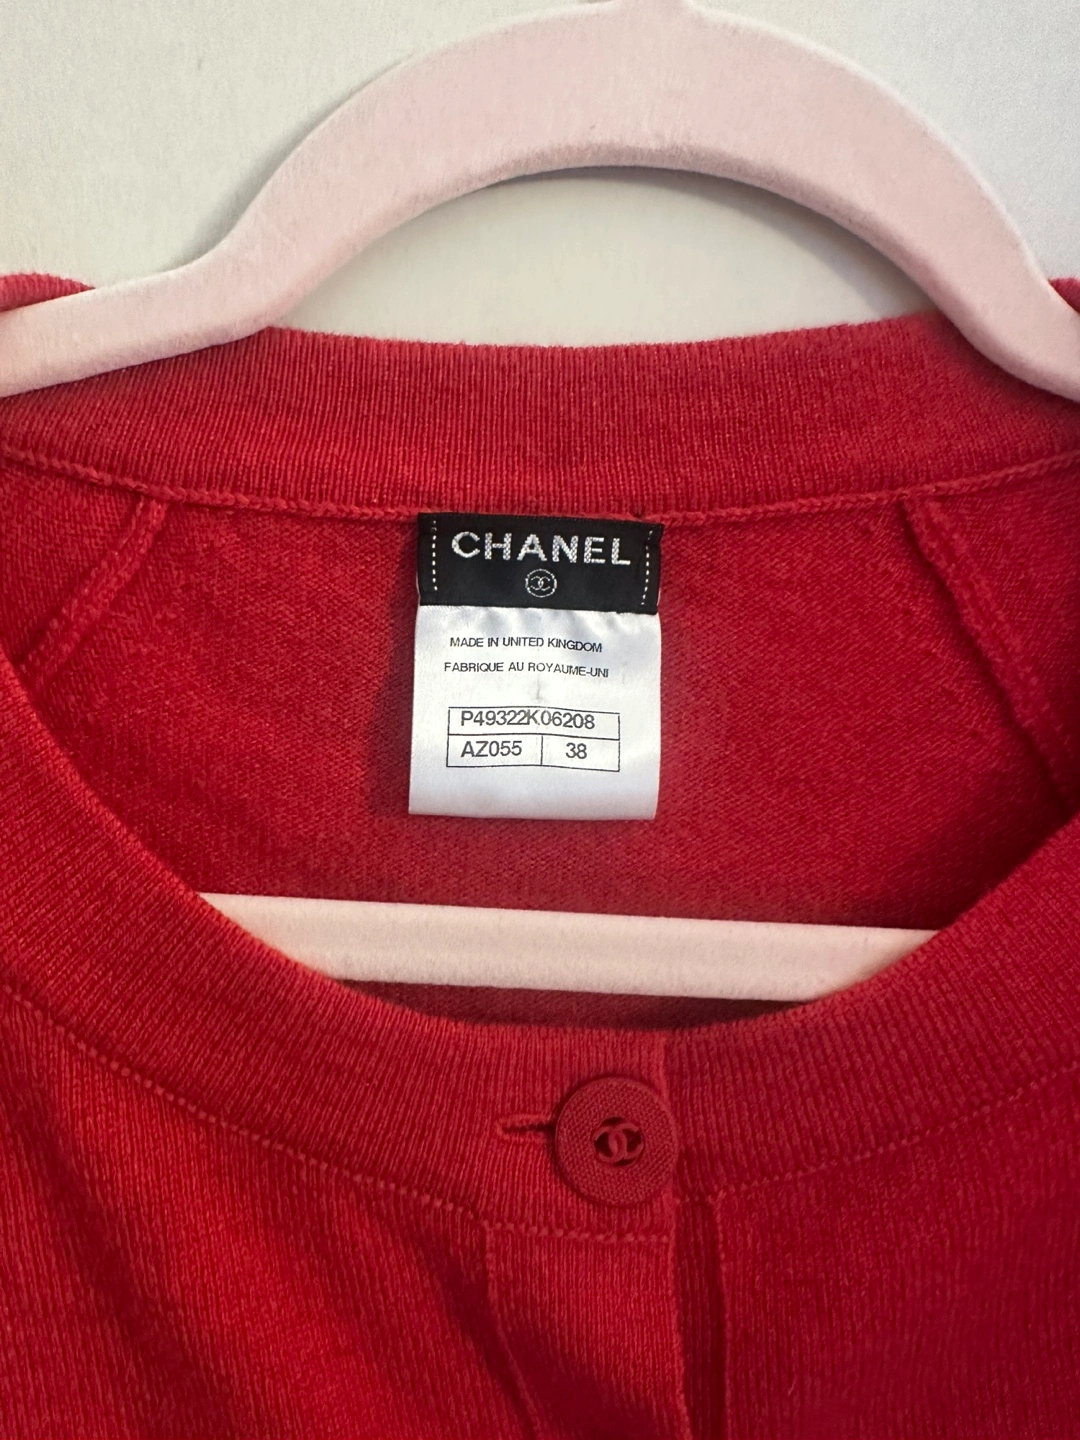 CHANEL
MADE IN UNITED KINGDOM
FABRIQUE AU ROYAUME-UNI
P49322K06208
AZ055 38